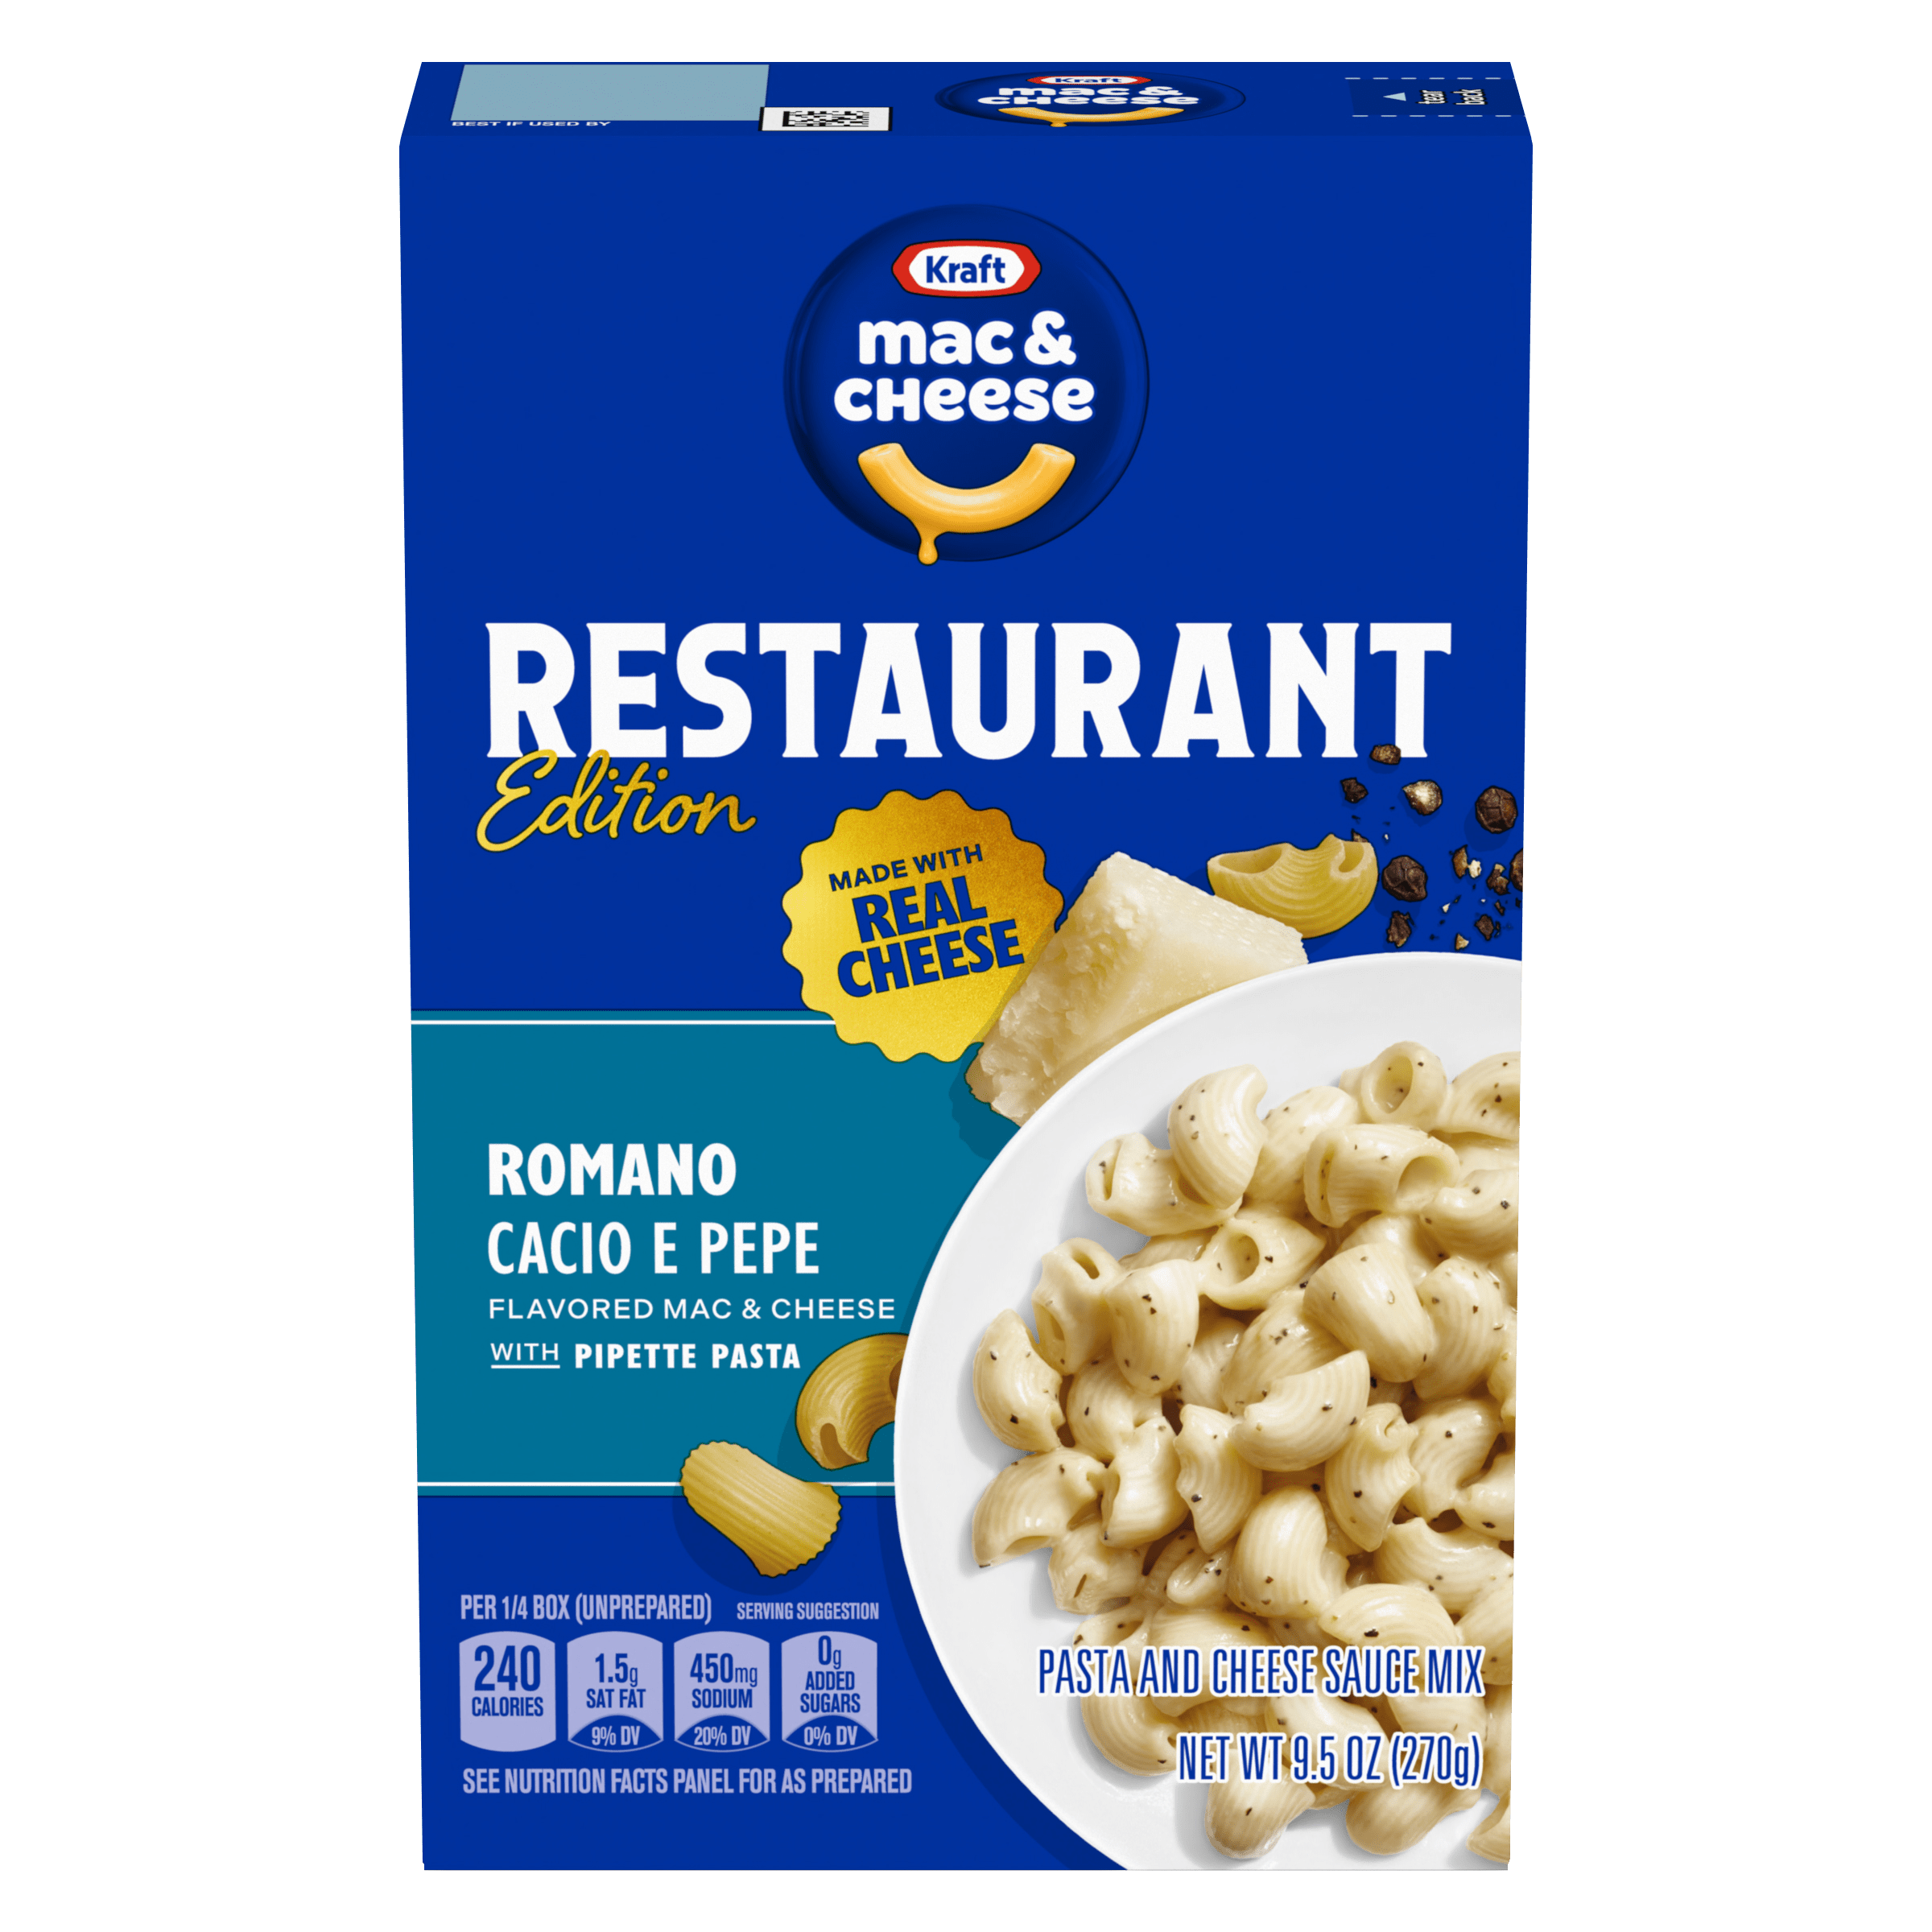 BEST IF USED BY
Kraft
mac &
cheese
tear
back
Kraft
mac &
cheese
RESTAURANT
Edition
MADE WITH
REAL
CHEESE
ROMANO
CACIO E PEPE
FLAVORED MAC & CHEESE
WITH PIPETTE PASTA
PER 1/4 BOX (UNPREPARED) SERVING SUGGESTION
240
CALORIES
1.5g
SAT FAT
9% DV
450mg
SODIUM
20% DV
0g
ADDED
SUGARS
0% DV
SEE NUTRITION FACTS PANEL FOR AS PREPARED
PASTA AND CHEESE SAUCE MIX
NET WT 9.5 OZ (270g)